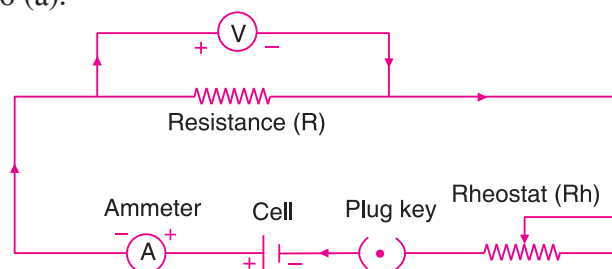 o (a).
V
+ −
Resistance (R)
Ammeter Cell Plug key Rheostat (Rh)
− +
A
+ −